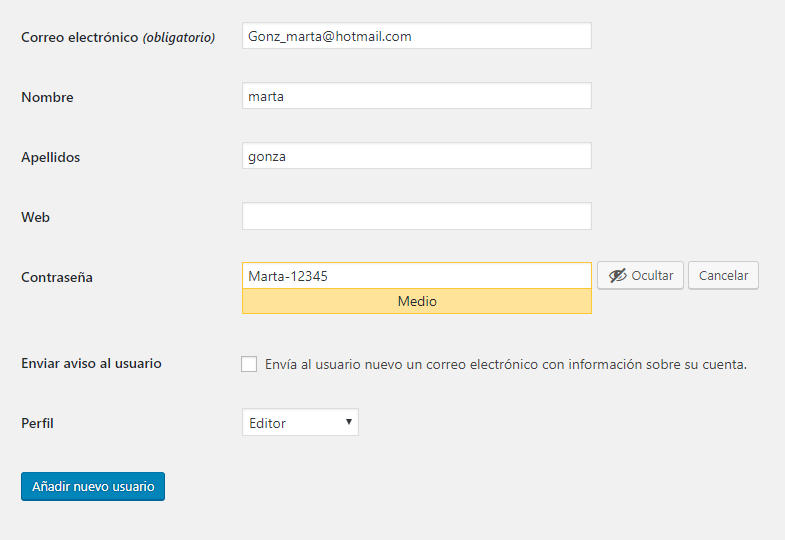 Correo electrónico (obligatorio) Gonz_marta@hotmail.com
Nombre marta
Apellidos gonza
Web
Contraseña Marta-12345 Ocultar Cancelar
Medio
Enviar aviso al usuario Envía al usuario nuevo un correo electrónico con información sobre su cuenta.
Perfil Editor
Añadir nuevo usuario